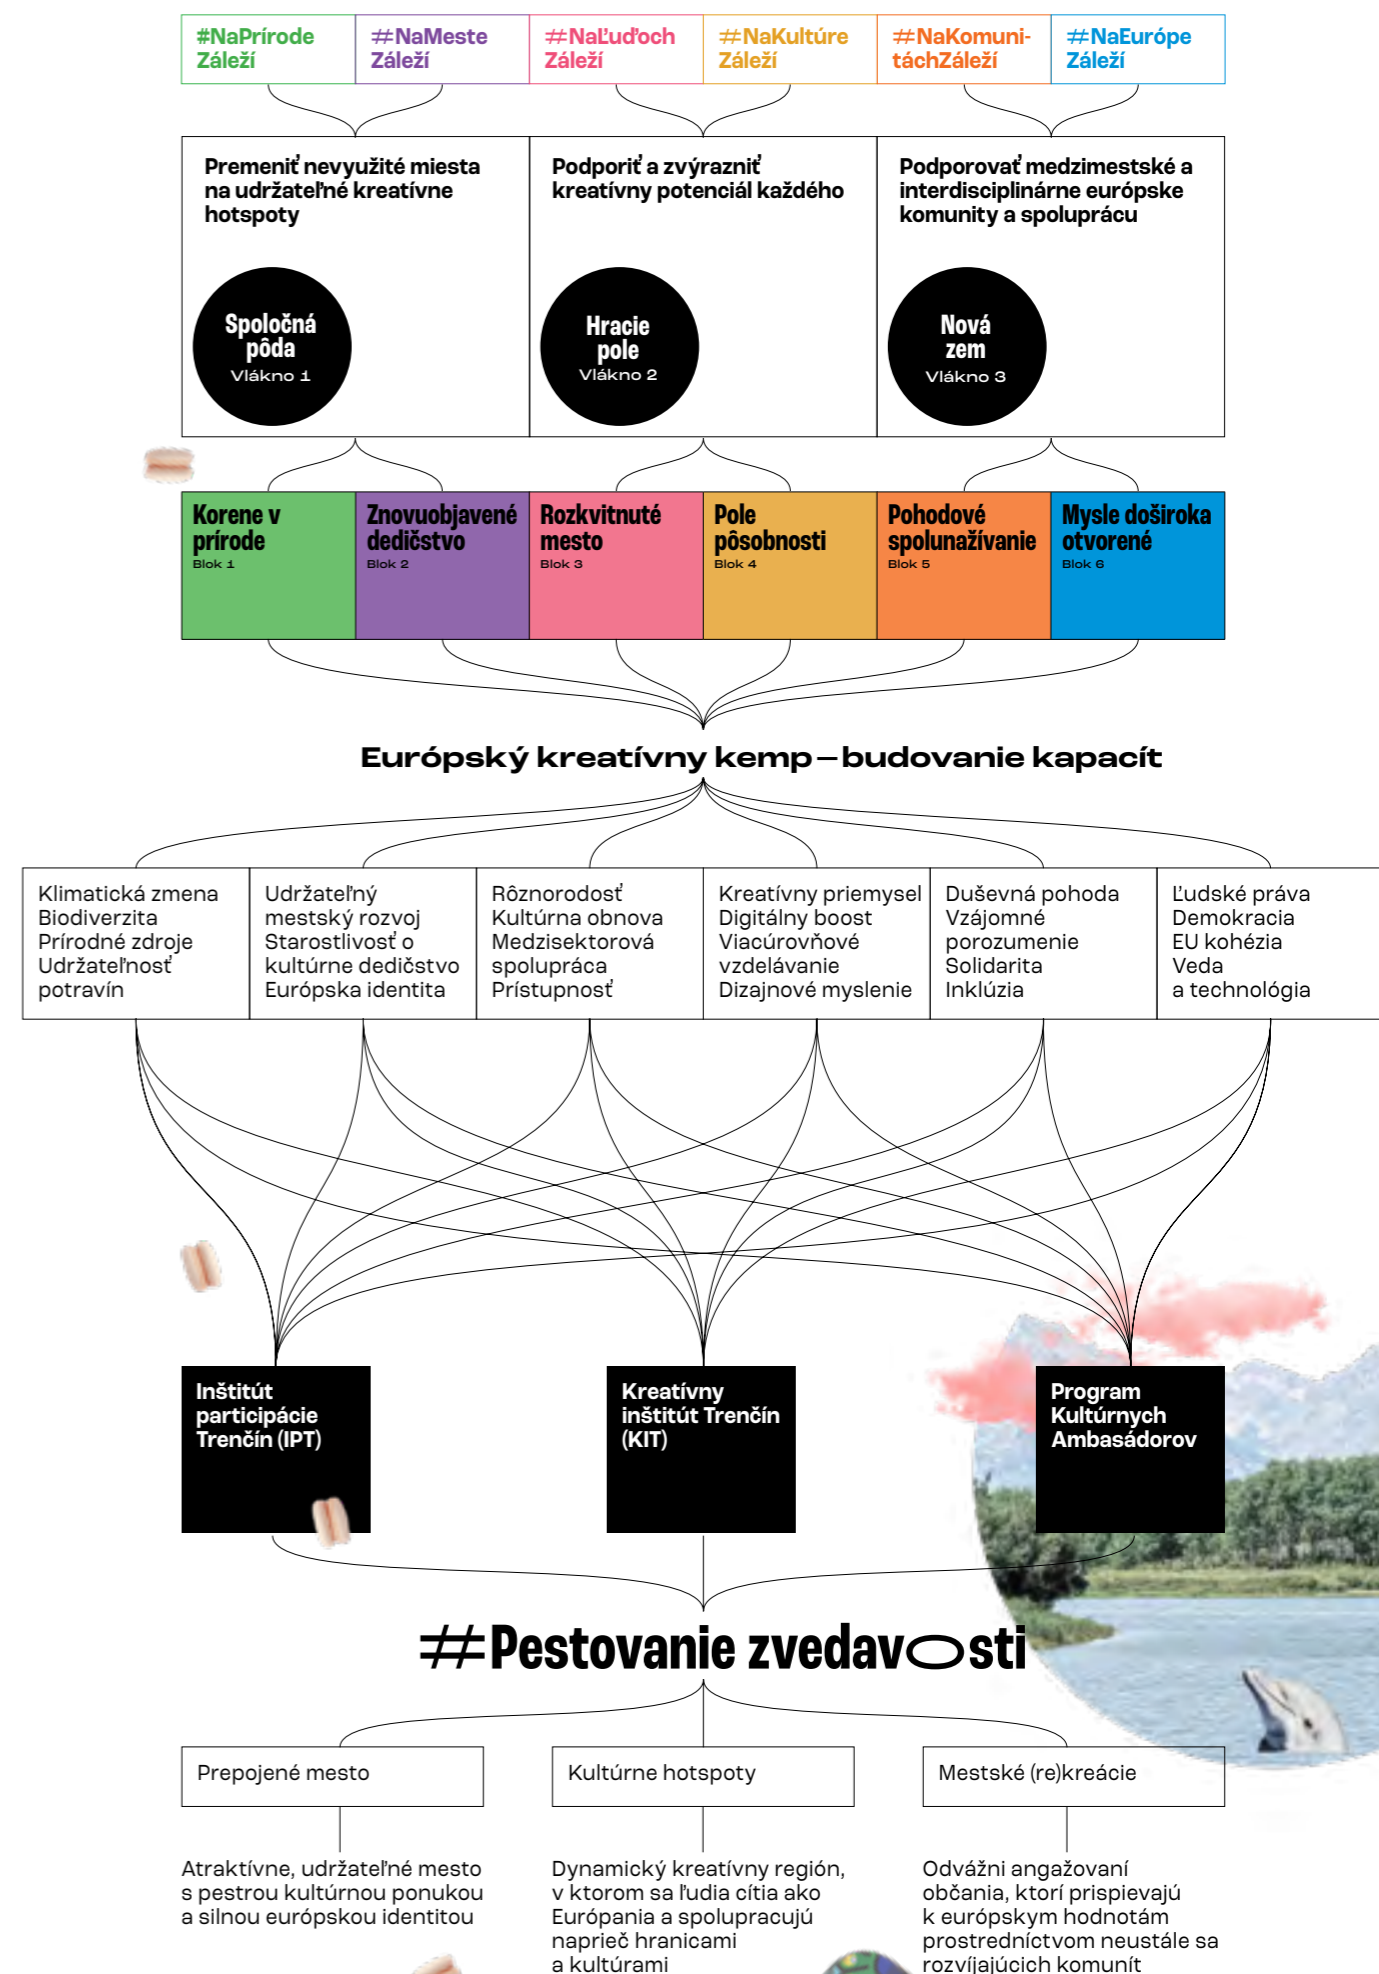 #NaPrírode
Záleží
#NaMeste
Záleží
#NaĽuďoch
Záleží
#NaKultúre
Záleží
#NaKomuni-
táchZáleží
#NaEurópe
Záleží
Premeniť nevyužité miesta
na udržateľné kreatívne
hotspoty
Spoločná
pôda
Vlákno 1
Podporiť a zvýrazniť
kreatívny potenciál každého
Hracie
pole
Vlákno 2
Podporovať medzimestské a
interdisciplinárne európske
komunity a spoluprácu
Nová
zem
Vlákno 3
Korene v
prírode
Blok 1
Znovuobjavené
dedičstvo
Blok 2
Rozkvitnuté
mesto
Blok 3
Pole
pôsobnosti
Blok 4
Pohodové
spolunažívanie
Blok 5
Mysle doširoka
otvorené
Blok 6
Európský kreatívny kemp – budovanie kapacít
Klimatická zmena
Biodiverzita
Prírodné zdroje
Udržateľnosť
potravín
Udržateľný
mestský rozvoj
Starostlivosť o
kultúrne dedičstvo
Európska identita
Rôznorodosť
Kultúrna obnova
Medzisektorová
spolupráca
Prístupnosť
Kreatívny priemysel
Digitálny boost
Viacúrovňové
vzdelávanie
Dizajnové myslenie
Duševná pohoda
Vzájomné
porozumenie
Solidarita
Inklúzia
Ľudské práva
Demokracia
EU kohézia
Veda
a technológia
Inštitút
participácie
Trenčín (IPT)
Kreatívny
inštitút Trenčín
(KIT)
Program
Kultúrnych
Ambasádorov
#Pestovanie zvedavosti
Prepojené mesto
Kultúrne hotspoty
Mestské (re)kreácie
Atraktívne, udržateľné mesto
s pestrou kultúrnou ponukou
a silnou európskou identitou
Dynamický kreatívny región,
v ktorom sa ľudia cítia ako
Európania a spolupracujú
naprieč hranicami
a kultúrami
Odvážni angažovaní
občania, ktorí prispievajú
k európskym hodnotám
prostredníctvom neustále sa
rozvíjajúcich komunít